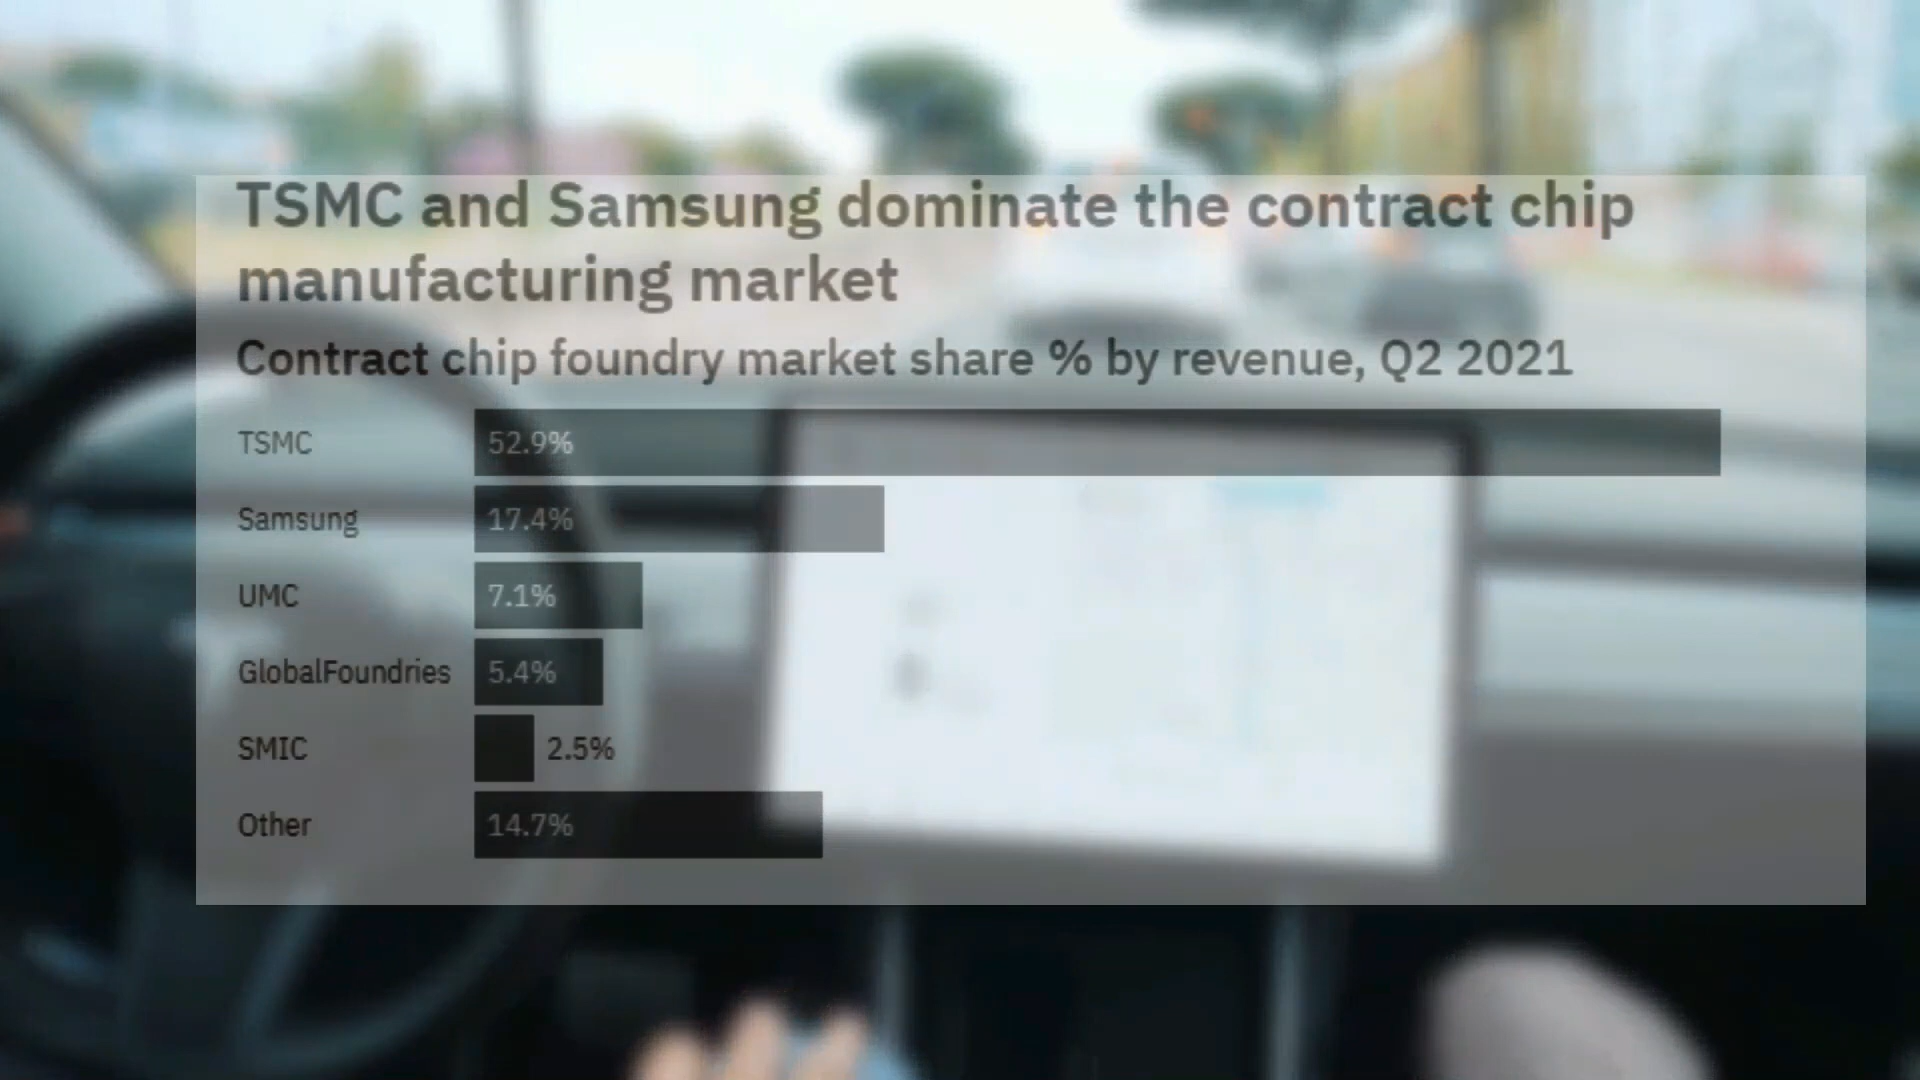 TSMC and Samsung dominate the contract chip
manufacturing market
Contract chip foundry market share % by revenue, Q2 2021
TSMC 52.9%
Samsung 17.4%
UMC 7.1%
GlobalFoundries 5.4%
SMIC 2.5%
Other 14.7%